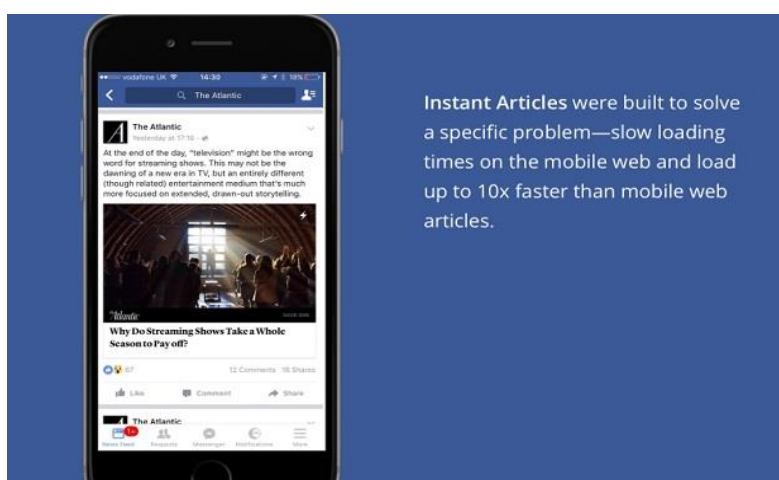 vodafone UK 14:30 18%
The Atlantic
The Atlantic
Yesterday at 17:16
At the end of the day, "television" might be the wrong
word for streaming shows. This may not be the
dawning of a new era in TV, but an entirely different
(though related) entertainment medium that's much
more focused on extended, drawn-out storytelling.
Atlantic
Why Do Streaming Shows Take a Whole
Season to Pay off?
67 12 Comments 16 Shares
Like Comment Share
The Atlantic
1+
News Feed Requests Messenger Notifications More
Instant Articles were built to solve
a specific problem—slow loading
times on the mobile web and load
up to 10x faster than mobile web
articles.